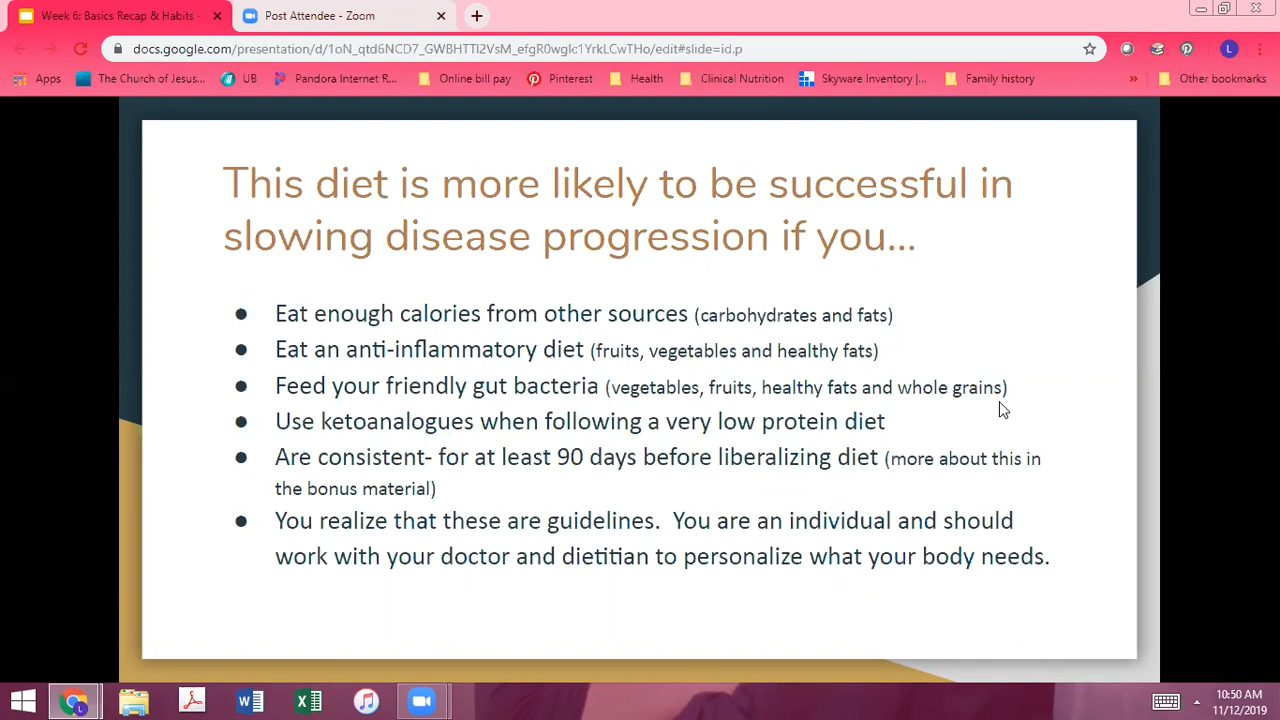 Week 6: Basics Recap & Habits -
Post Attendee - Zoom
docs.google.com/presentation/d/1oN_qtd6NCD7_GWBHTTl2VsM_efgR0wglc1YrkLCwTHo/edit#slide=id.p
L
Apps
The Church of Jesus...
UB
Pandora Internet R...
Online bill pay
Pinterest
Health
Clinical Nutrition
Skyware Inventory |...
Family history
»
Other bookmarks
This diet is more likely to be successful in
slowing disease progression if you...
● Eat enough calories from other sources (carbohydrates and fats)
● Eat an anti-inflammatory diet (fruits, vegetables and healthy fats)
● Feed your friendly gut bacteria (vegetables, fruits, healthy fats and whole grains)
● Use ketoanalogues when following a very low protein diet
● Are consistent- for at least 90 days before liberalizing diet (more about this in
the bonus material)
● You realize that these are guidelines.  You are an individual and should
work with your doctor and dietitian to personalize what your body needs.
10:50 AM
11/12/2019